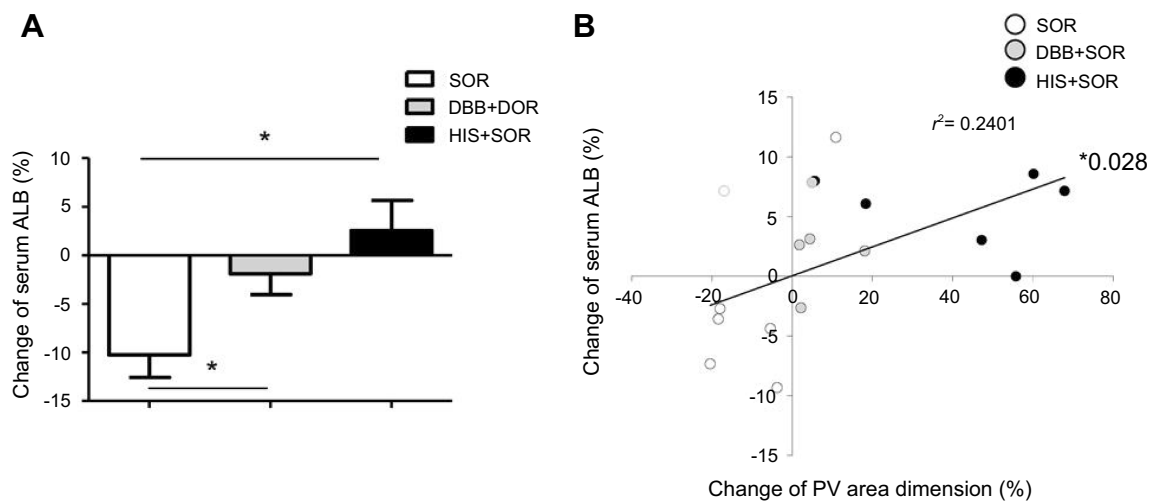 A
SOR
DBB+DOR
HIS+SOR
*
*
Change of serum ALB (%)
10
5
0
-5
-10
-15
B
SOR
DBB+SOR
HIS+SOR
r²= 0.2401
*0.028
Change of serum ALB (%)
15
10
5
0
-5
-10
-15
-40
-20
0
20
40
60
80
Change of PV area dimension (%)